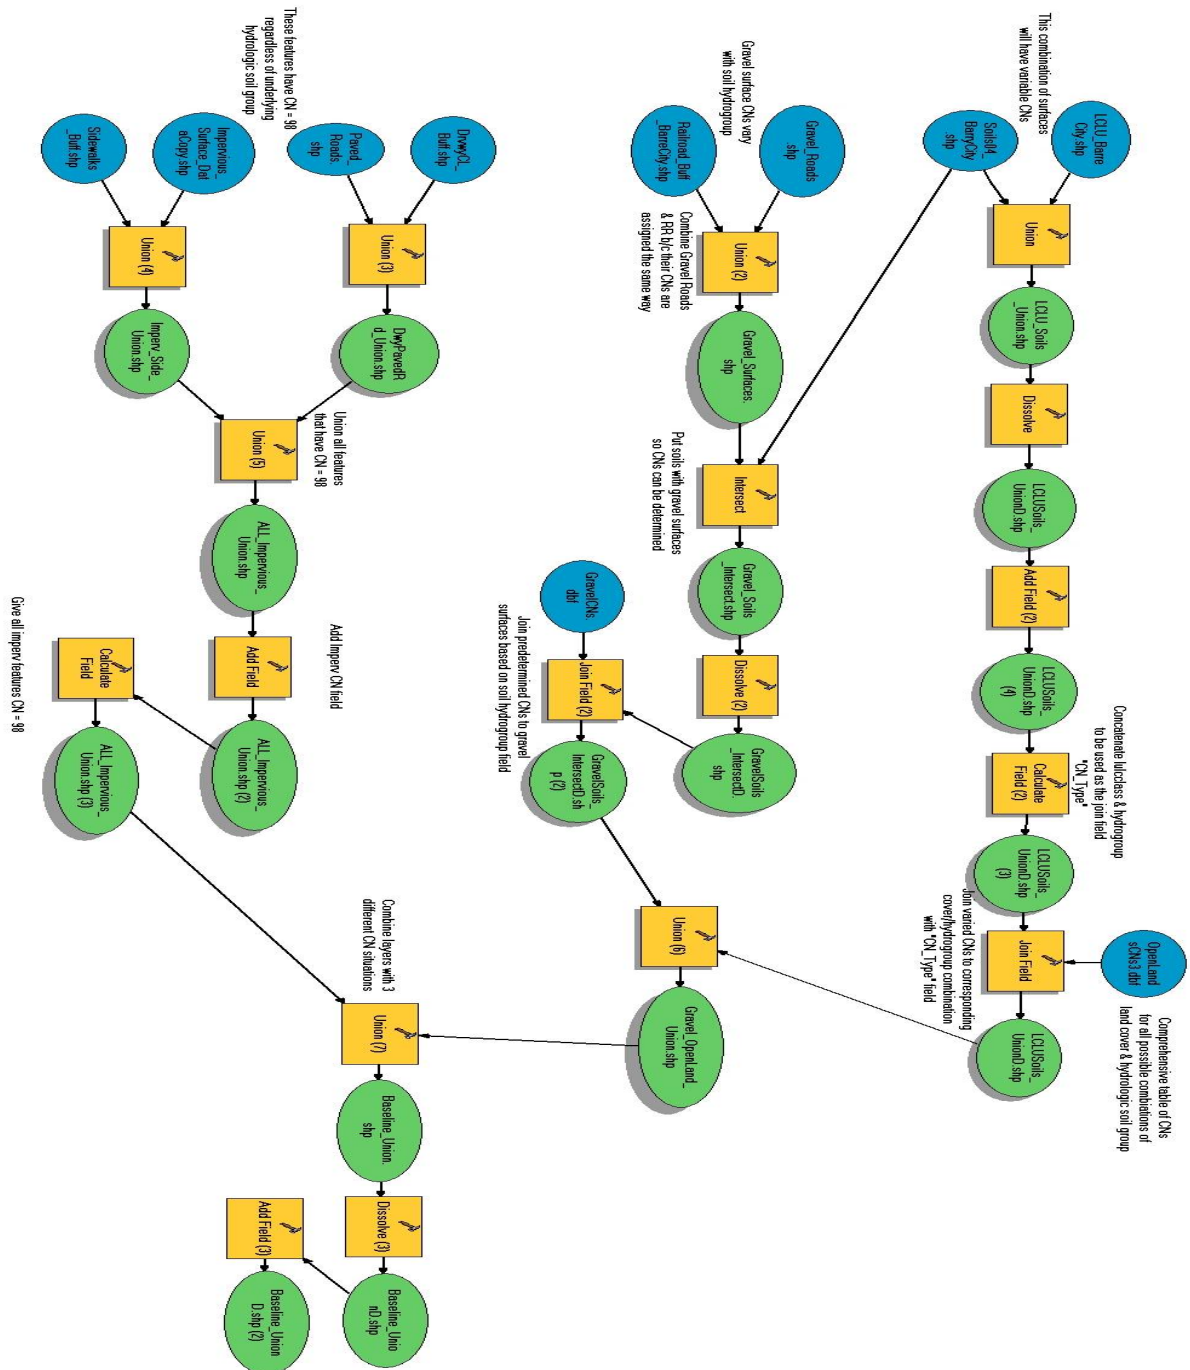 These features have CN = 98
regardless of underlying
hydrologic soil group
Sidewalks
_Buff.shp
Impervious_
Surface_Dat
aCopy.shp
Union (4)
Imperv_Side_
Union.shp
Paved_
Roads.
shp
DrvwyCL_
Buff.shp
Union (3)
DwyPavedR
d_Union.shp
Union all features
that have CN = 98
Union (5)
ALL_Impervious_
Union.shp
Add Imperv CN field
Add Field
ALL_Impervious_
Union.shp (2)
Give all imperv features CN = 98
Calculate
Field
ALL_Impervious_
Union.shp (3)
Gravel surface CNs vary
with soil hydrogroup
Railroad_Buff
_BarreCity.shp
Gravel_Roads
.shp
Combine Gravel Roads
& RR b/c their CNs are
assigned the same way
Union (2)
Gravel_Surfaces.
shp
Put soils with gravel surfaces
so CNs can be determined
Intersect
Gravel_Soils
_Intersect.shp
Dissolve (2)
GravelSoils
_IntersectD.
shp
GravelCNs.
dbf
Join Field (2)
Join predetermined CNs to gravel
surfaces based on soil hydrogroup field
GravelSoils_
IntersectD.sh
p (2)
This combination of surfaces
will have variable CNs
Soils04_
BarryCity
.shp
LCLU_Barre
City.shp
Union
LCLU_Soils
_Union.shp
Dissolve
LCLUSoils_
UnionD.shp
Add Field (2)
LCLUSoils_
UnionD.shp
(4)
Concatenate lulcclass & hydrogroup
to be used as the join field
"CN_Type"
Calculate
Field (2)
LCLUSoils_
UnionD.shp
(3)
Join varied CNs to corresponding
cover/hydrogroup combination
with "CN_Type" field
Join Field
OpenLand
sCNs3.dbf
Comprehensive table of CNs
for all possible combiations of
land cover & hydrologic soil group
LCLUSoils_
UnionD.shp
Union (6)
Gravel_OpenLand_
Union.shp
Combine layers with 3
different CN situations
Union (7)
Baseline_Union.
shp
Dissolve (3)
Baseline_Unio
nD.shp
Add Field (3)
Baseline_Union
D.shp (2)